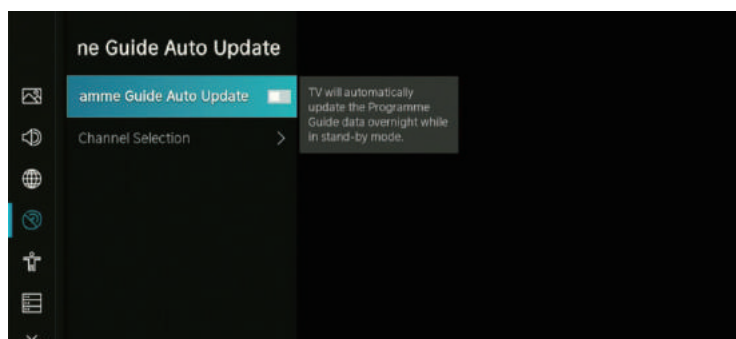 ne Guide Auto Update
amme Guide Auto Update
Channel Selection
TV will automatically
update the Programme
Guide data overnight while
in stand-by mode.